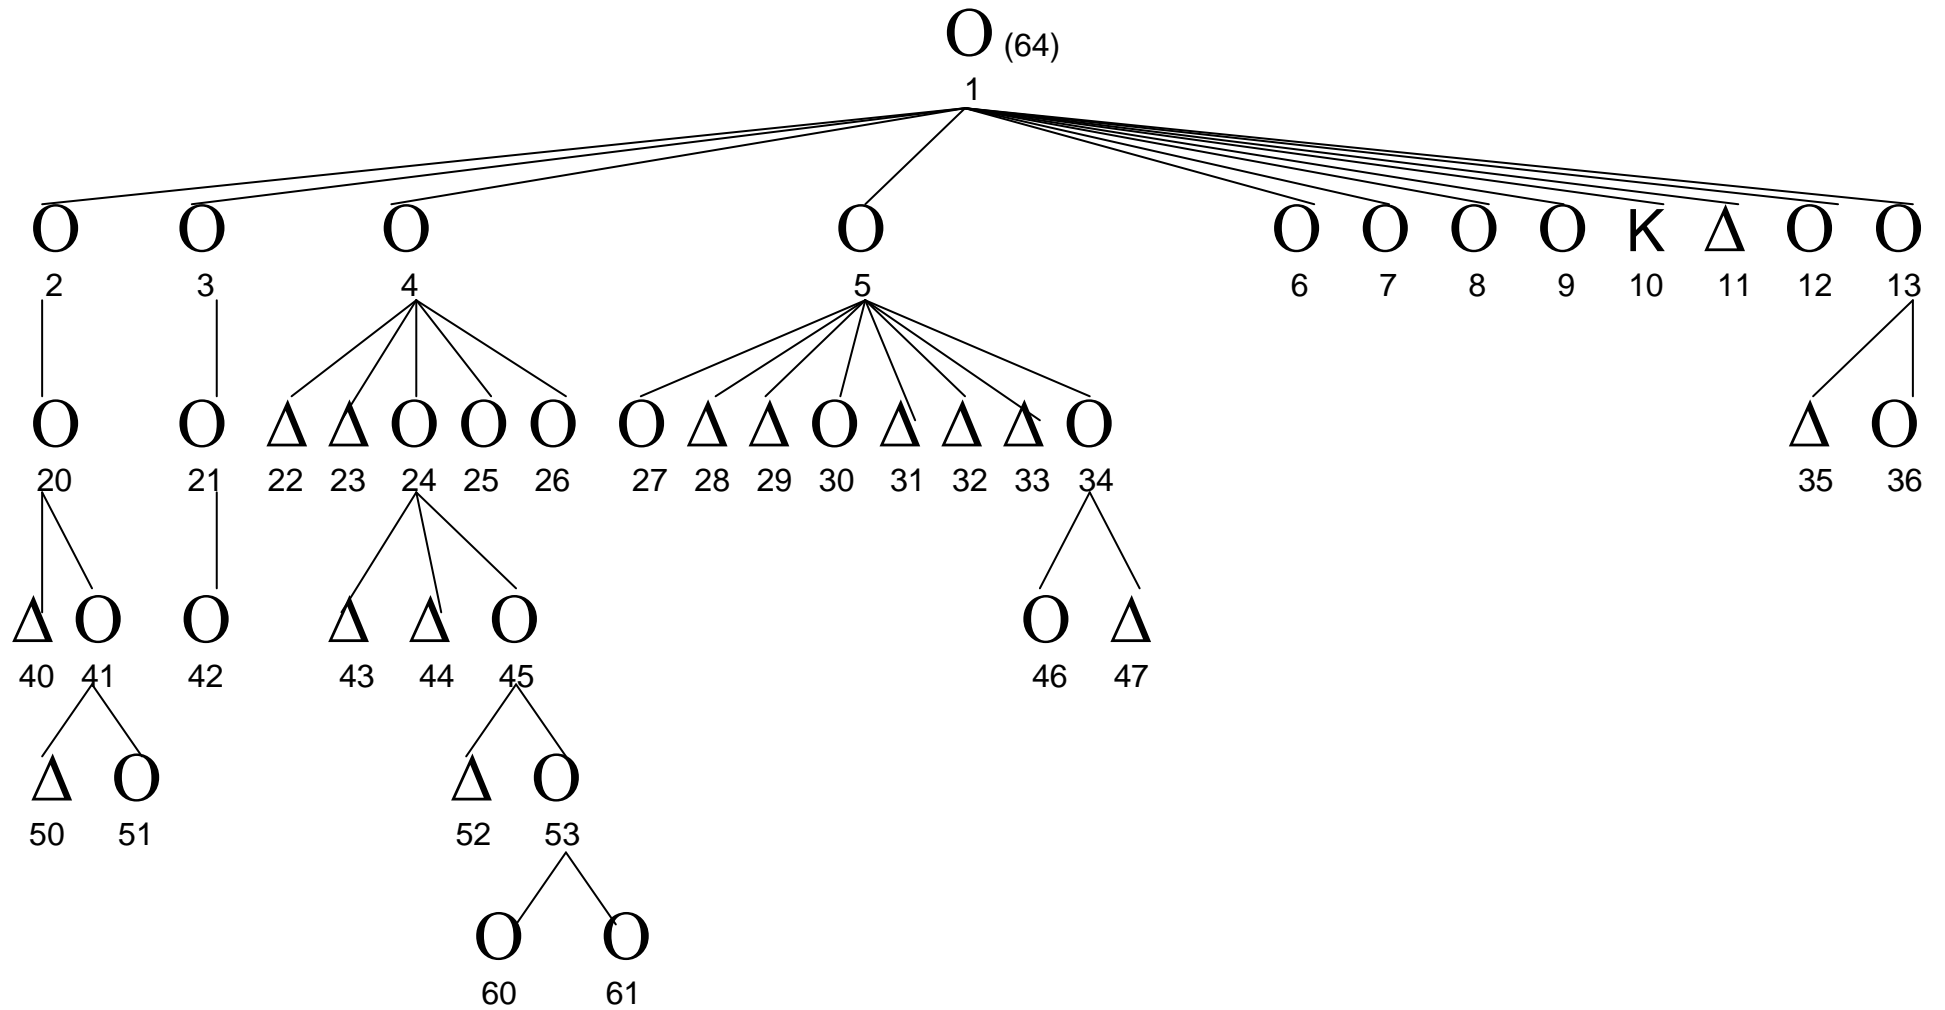 O (64)
1
O O O O O O O O K Δ O O
2 3 4 5 6 7 8 9 10 11 12 13
O O Δ Δ O O O O Δ Δ O Δ Δ Δ O Δ O
20 21 22 23 24 25 26 27 28 29 30 31 32 33 34 35 36
Δ O O Δ Δ O O Δ
40 41 42 43 44 45 46 47
Δ O Δ O
50 51 52 53
O O
60 61